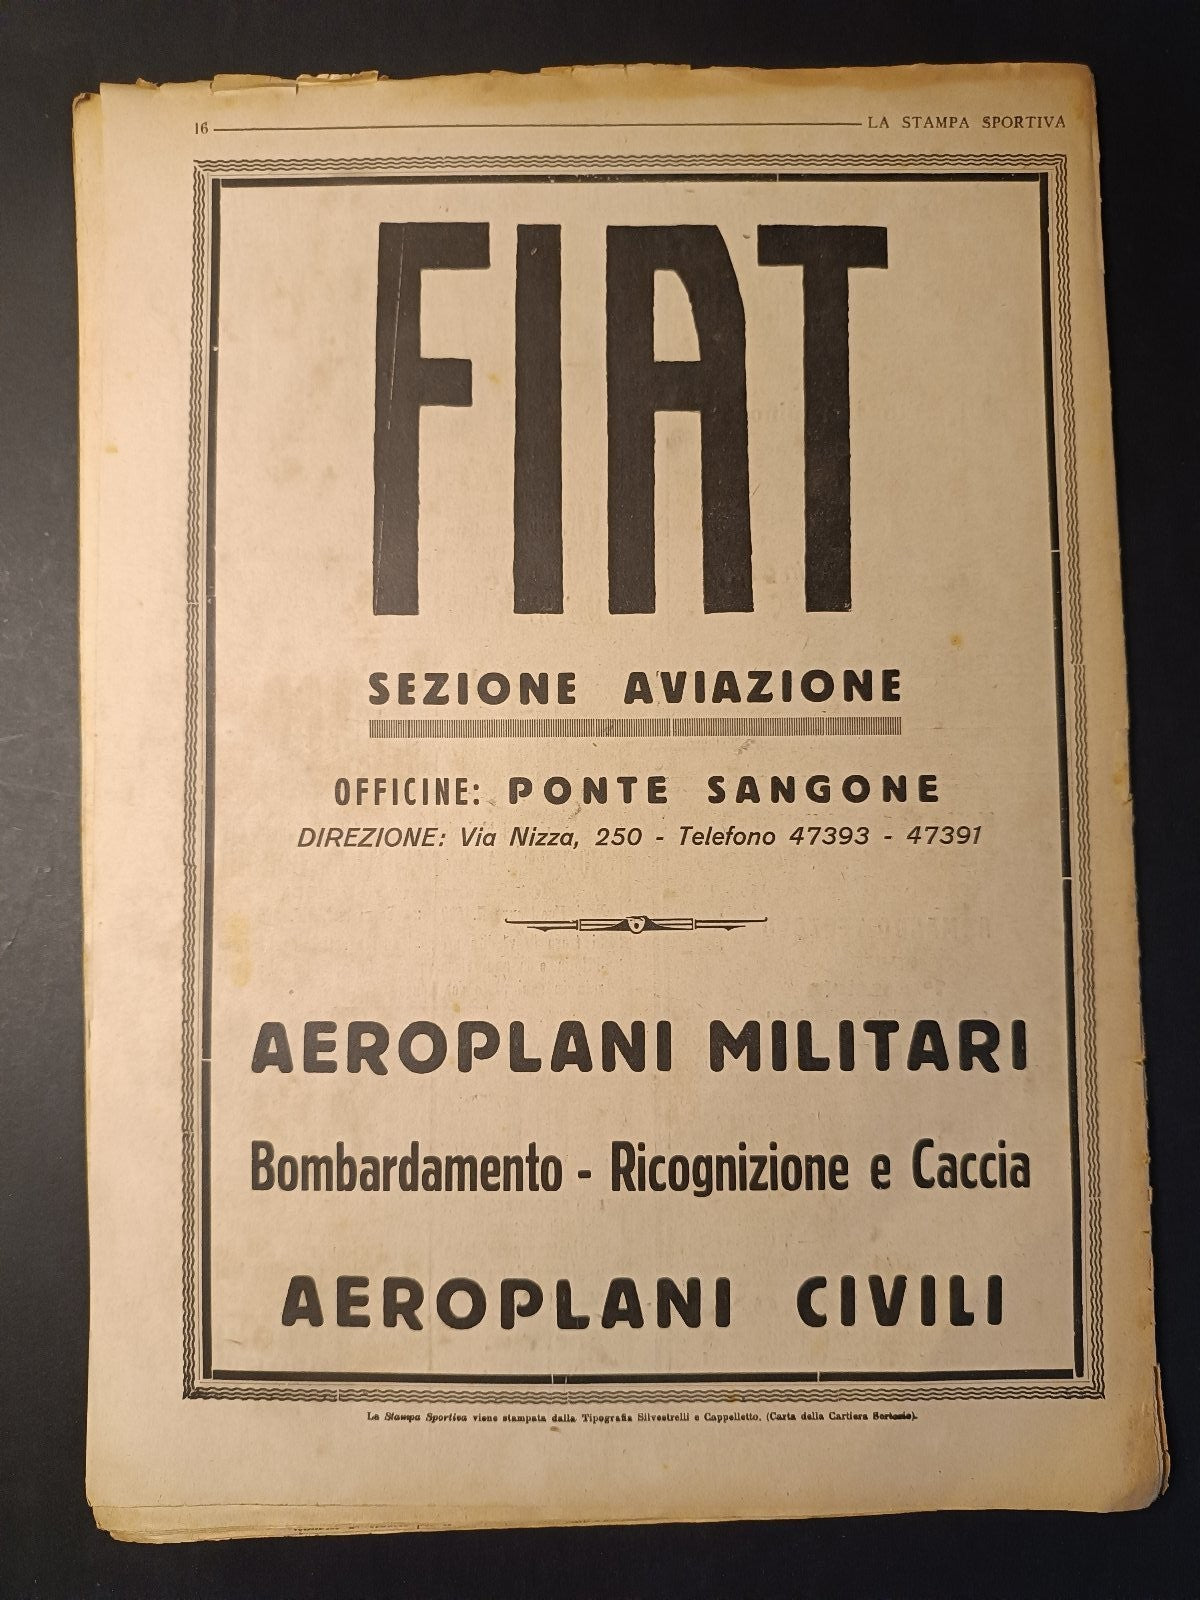 16 LA STAMPA SPORTIVA
FIAT
SEZIONE AVIAZIONE
OFFICINE: PONTE SANGONE
DIREZIONE: Via Nizza, 250 - Telefono 47393 - 47391
AEROPLANI MILITARI
Bombardamento - Ricognizione e Caccia
AEROPLANI CIVILI
La Stampa Sportiva viene stampata dalla Tipografia Silvestrelli e Cappelletto. (Carta della Cartiera Sertorio).